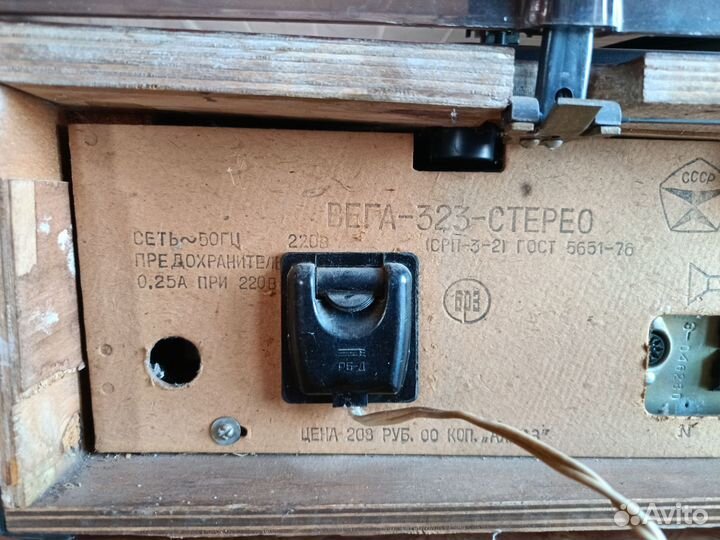 СССР
ВЕГА-323-СТЕРЕО
СЕТЬ~50ГЦ 220В
(СРП-3-2) ГОСТ 5651-76
ПРЕДОХРАНИТЕЛЬ
0,25А ПРИ 220В
БРЗ
РБ-Д
ЦЕНА 208 РУБ. 00 КОП.
N
Avito